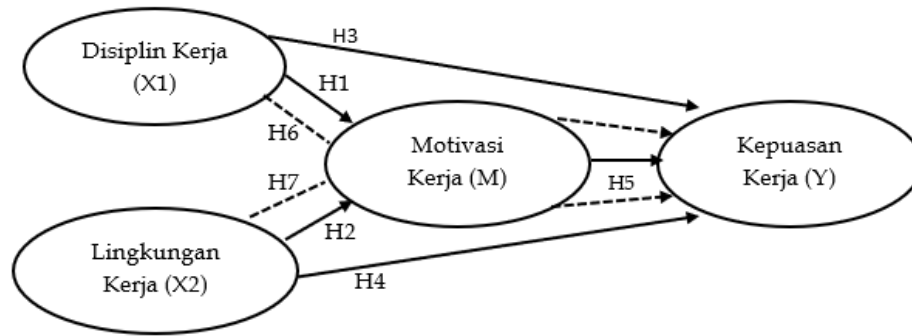 Disiplin Kerja
(X1)
H3
H1
H6
Motivasi
Kerja (M)
Kepuasan
Kerja (Y)
H5
H7
H2
Lingkungan
Kerja (X2)
H4